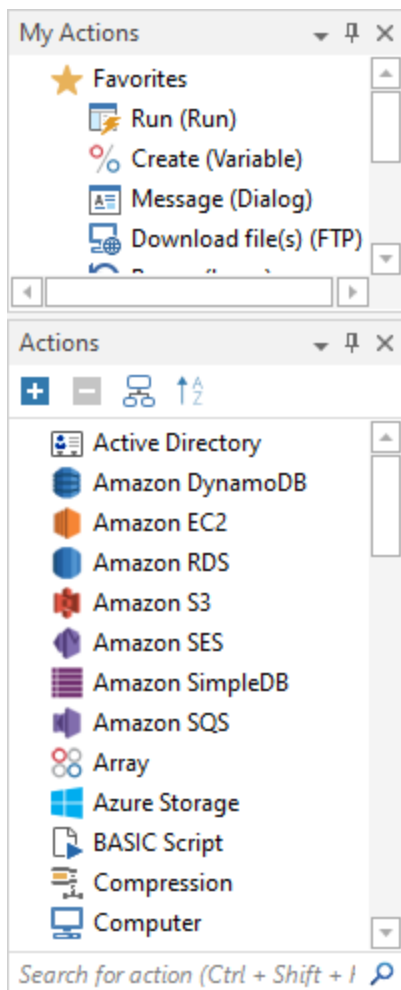 My Actions
Favorites
Run (Run)
Create (Variable)
Message (Dialog)
Download file(s) (FTP)
Actions
Active Directory
Amazon DynamoDB
Amazon EC2
Amazon RDS
Amazon S3
Amazon SES
Amazon SimpleDB
Amazon SQS
Array
Azure Storage
BASIC Script
Compression
Computer
Search for action (Ctrl + Shift +